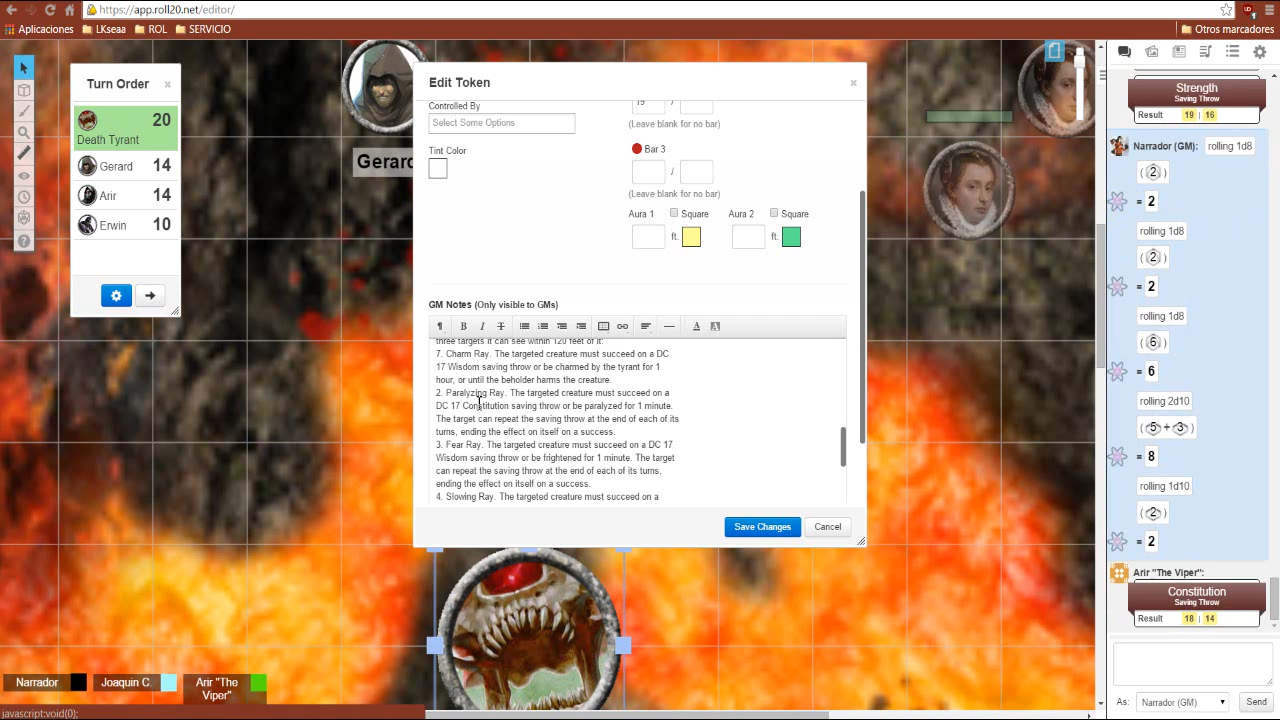 https://app.roll20.net/editor/
Aplicaciones
LKseaa
ROL
SERVICIO
Otros marcadores
Turn Order
×
20
Death Tyrant
Gerard
14
Arir
14
Erwin
10
Gerard
Edit Token
×
Controlled By
Select Some Options
Tint Color
19 /
(Leave blank for no bar)
Bar 3
/
(Leave blank for no bar)
Aura 1
Square
Aura 2
Square
ft.
ft.
GM Notes (Only visible to GMs)
¶ B I S A A
three targets it can see within 120 feet of it:
7. Charm Ray. The targeted creature must succeed on a DC
17 Wisdom saving throw or be charmed by the tyrant for 1
hour, or until the beholder harms the creature.
2. Paralyzing Ray. The targeted creature must succeed on a
DC 17 Constitution saving throw or be paralyzed for 1 minute.
The target can repeat the saving throw at the end of each of its
turns, ending the effect on itself on a success.
3. Fear Ray. The targeted creature must succeed on a DC 17
Wisdom saving throw or be frightened for 1 minute. The target
can repeat the saving throw at the end of each of its turns,
ending the effect on itself on a success.
4. Slowing Ray. The targeted creature must succeed on a
Save Changes
Cancel
Strength
Saving Throw
Result 19 | 16
Narrador (GM): rolling 1d8
(2)
= 2
rolling 1d8
(2)
= 2
rolling 1d8
(6)
= 6
rolling 2d10
(5+3)
= 8
rolling 1d10
(2)
= 2
Arir "The Viper":
Constitution
Saving Throw
Result 18 | 14
As: Narrador (GM)
Send
Narrador
Joaquin C.
Arir "The
Viper"
javascript:void(0);